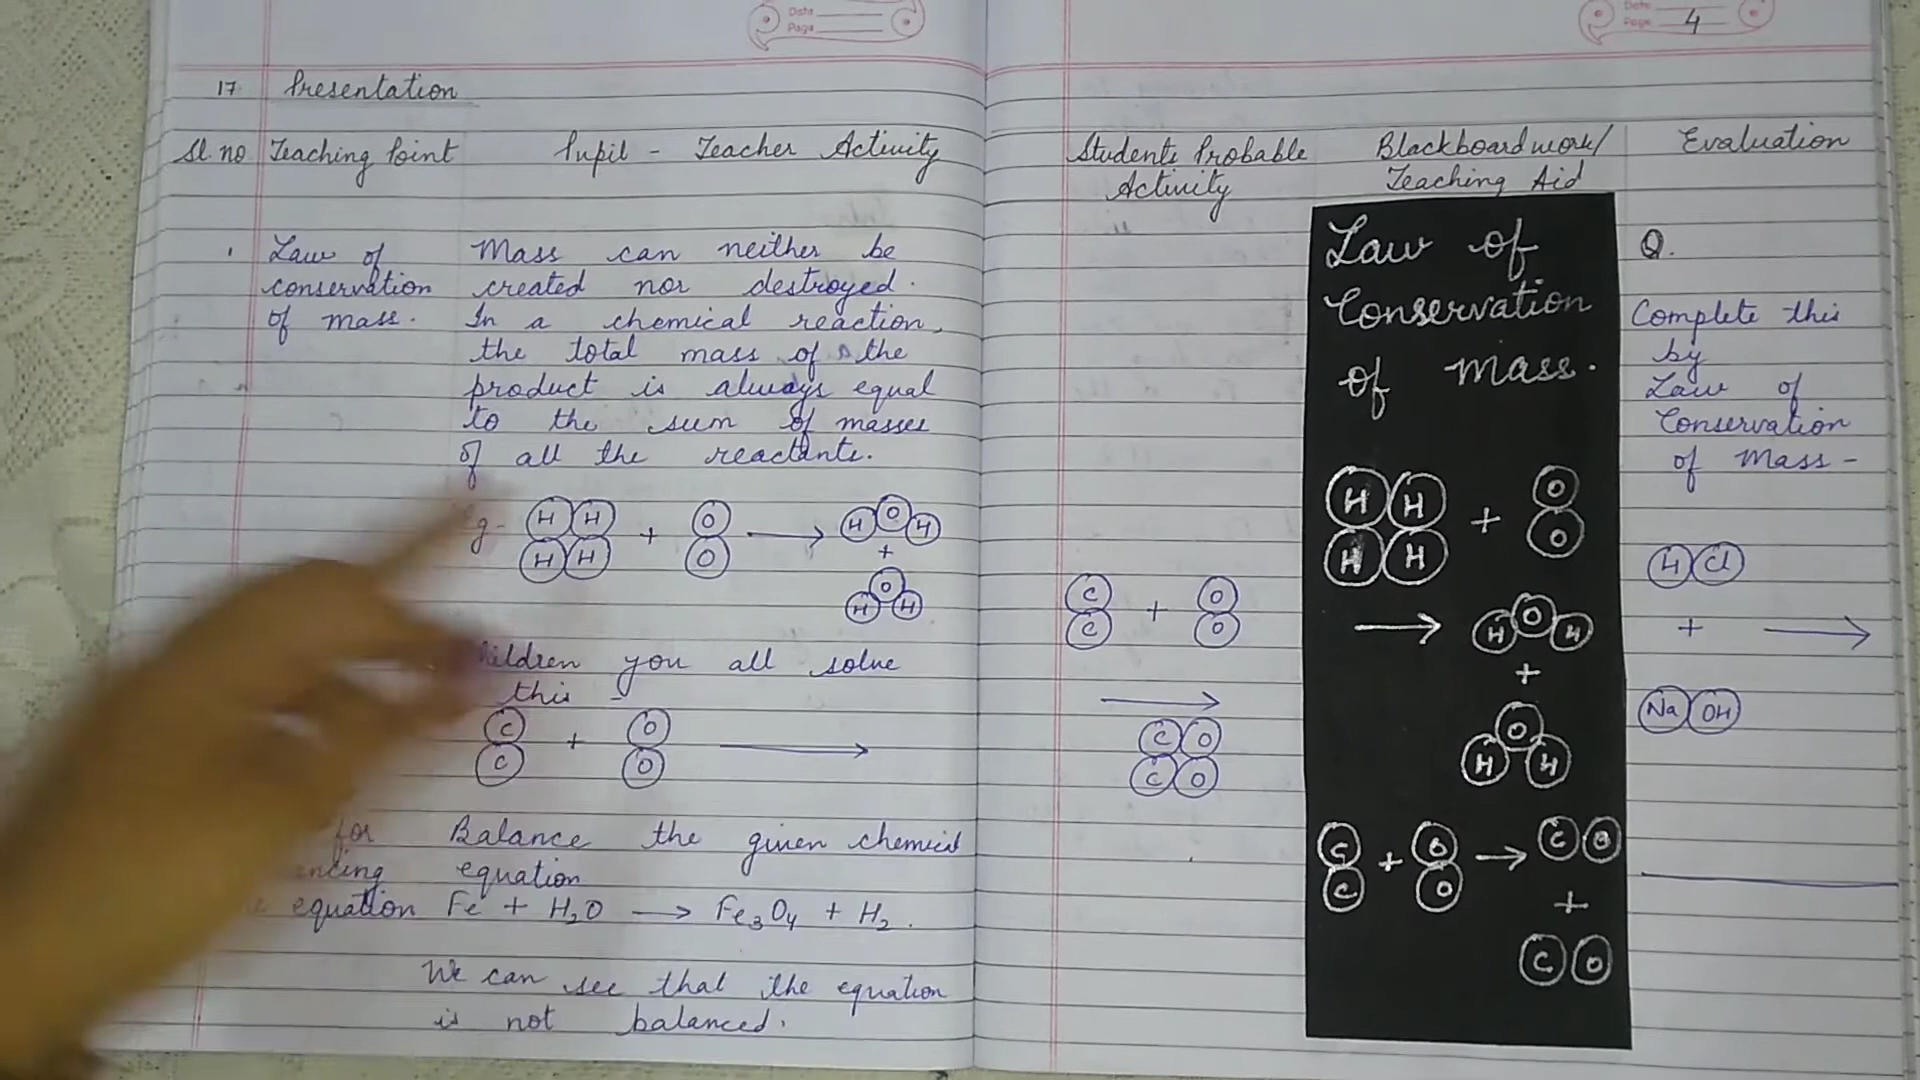 Date
Page
Date
Page 4
17. Presentation
Sl. no Teaching Point Pupil - Teacher Activity
Students Probable Activity
Blackboard work/ Teaching Aid
Evaluation
Law of
conservation
of mass.
Mass can neither be
created nor destroyed.
In a chemical reaction,
the total mass of the
product is always equal
to the sum of masses
of all the reactants.
H H + O → H O H
H H O +
H O H
children you all solve
this -
C + O →
C O
for Balance the given chemical
equation
equation Fe + H2O → Fe3O4 + H2.
We can see that the equation
is not balanced.
C + O
C O
→
C O
C O
Law of
Conservation
of mass.
H H + O
H H O
→ H O H
+
H O H
C + O → C O
C O +
C O
Q.
Complete this
by
Law of
Conservation
of Mass -
H Cl
+ →
Na OH